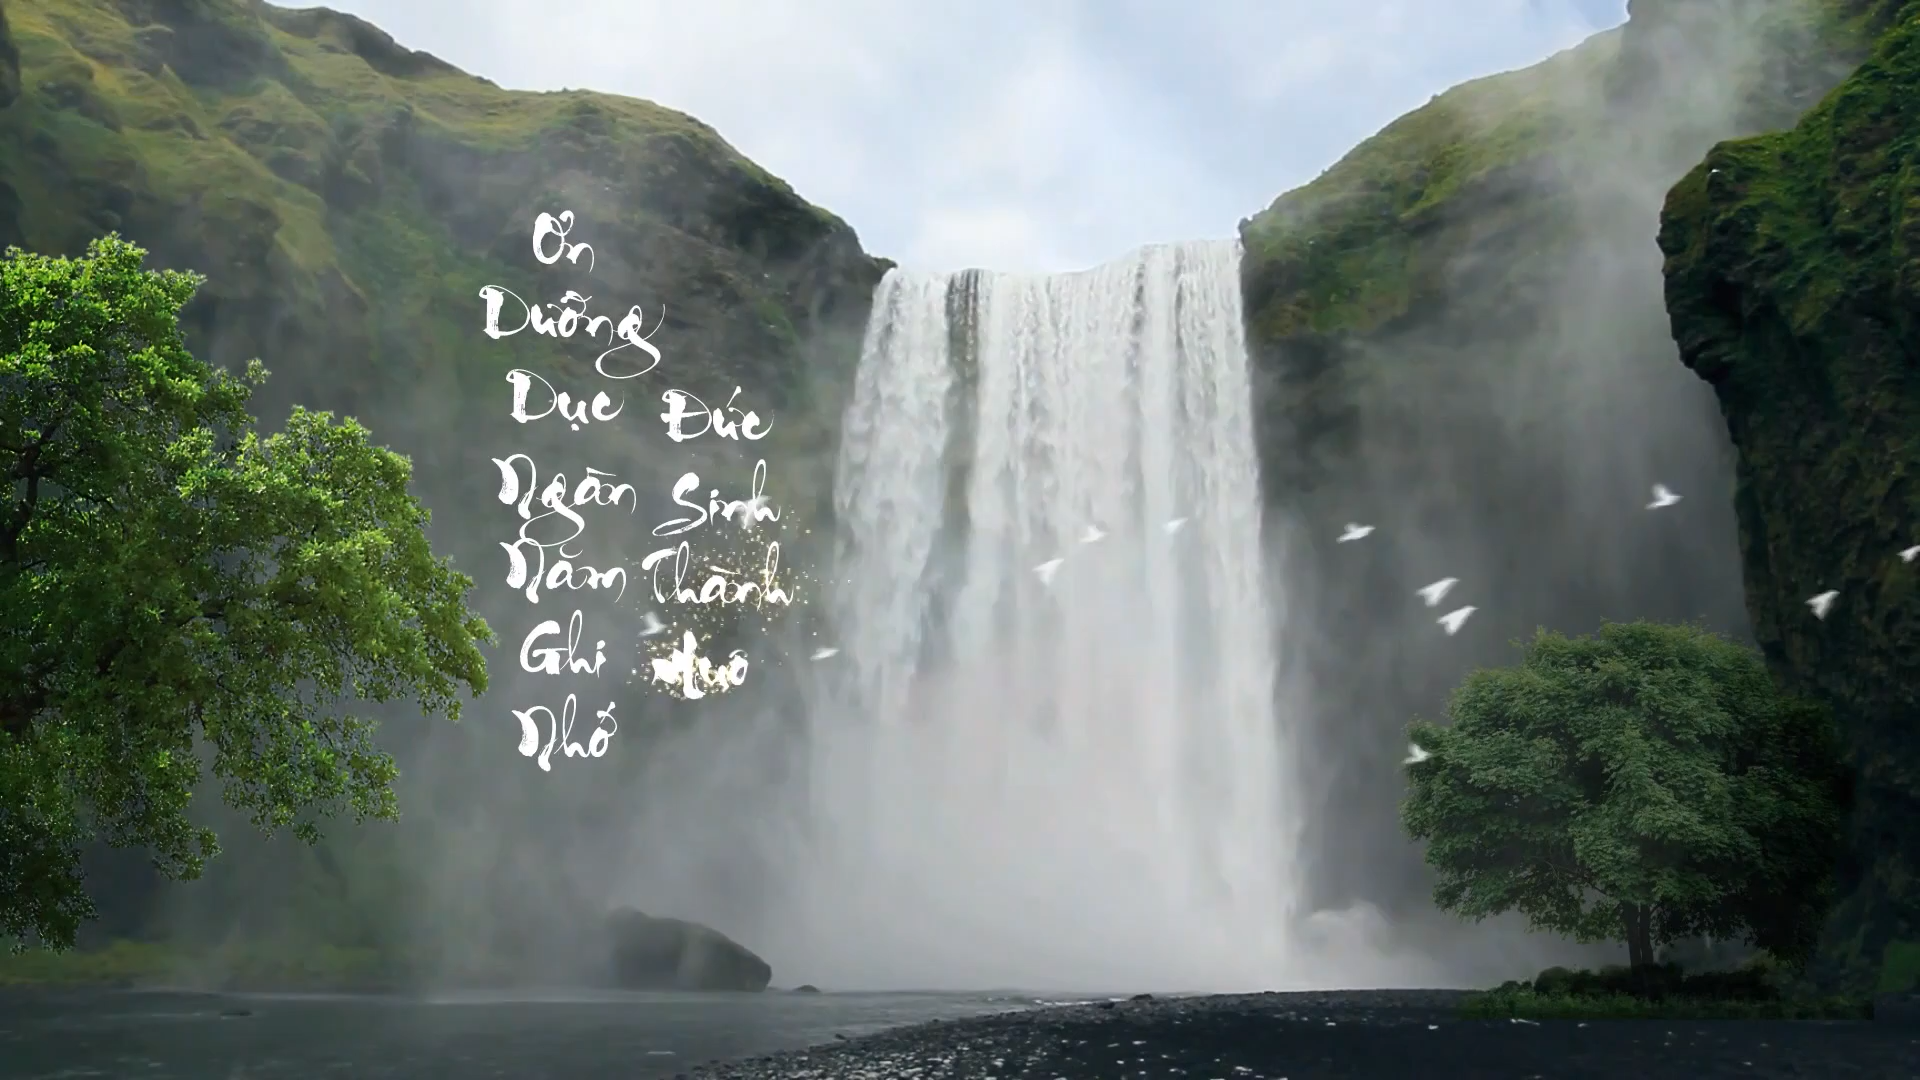 Ơn
Dưỡng
Dục
Ngàn
Năm
Ghi
Nhớ
Đức
Sinh
Thành